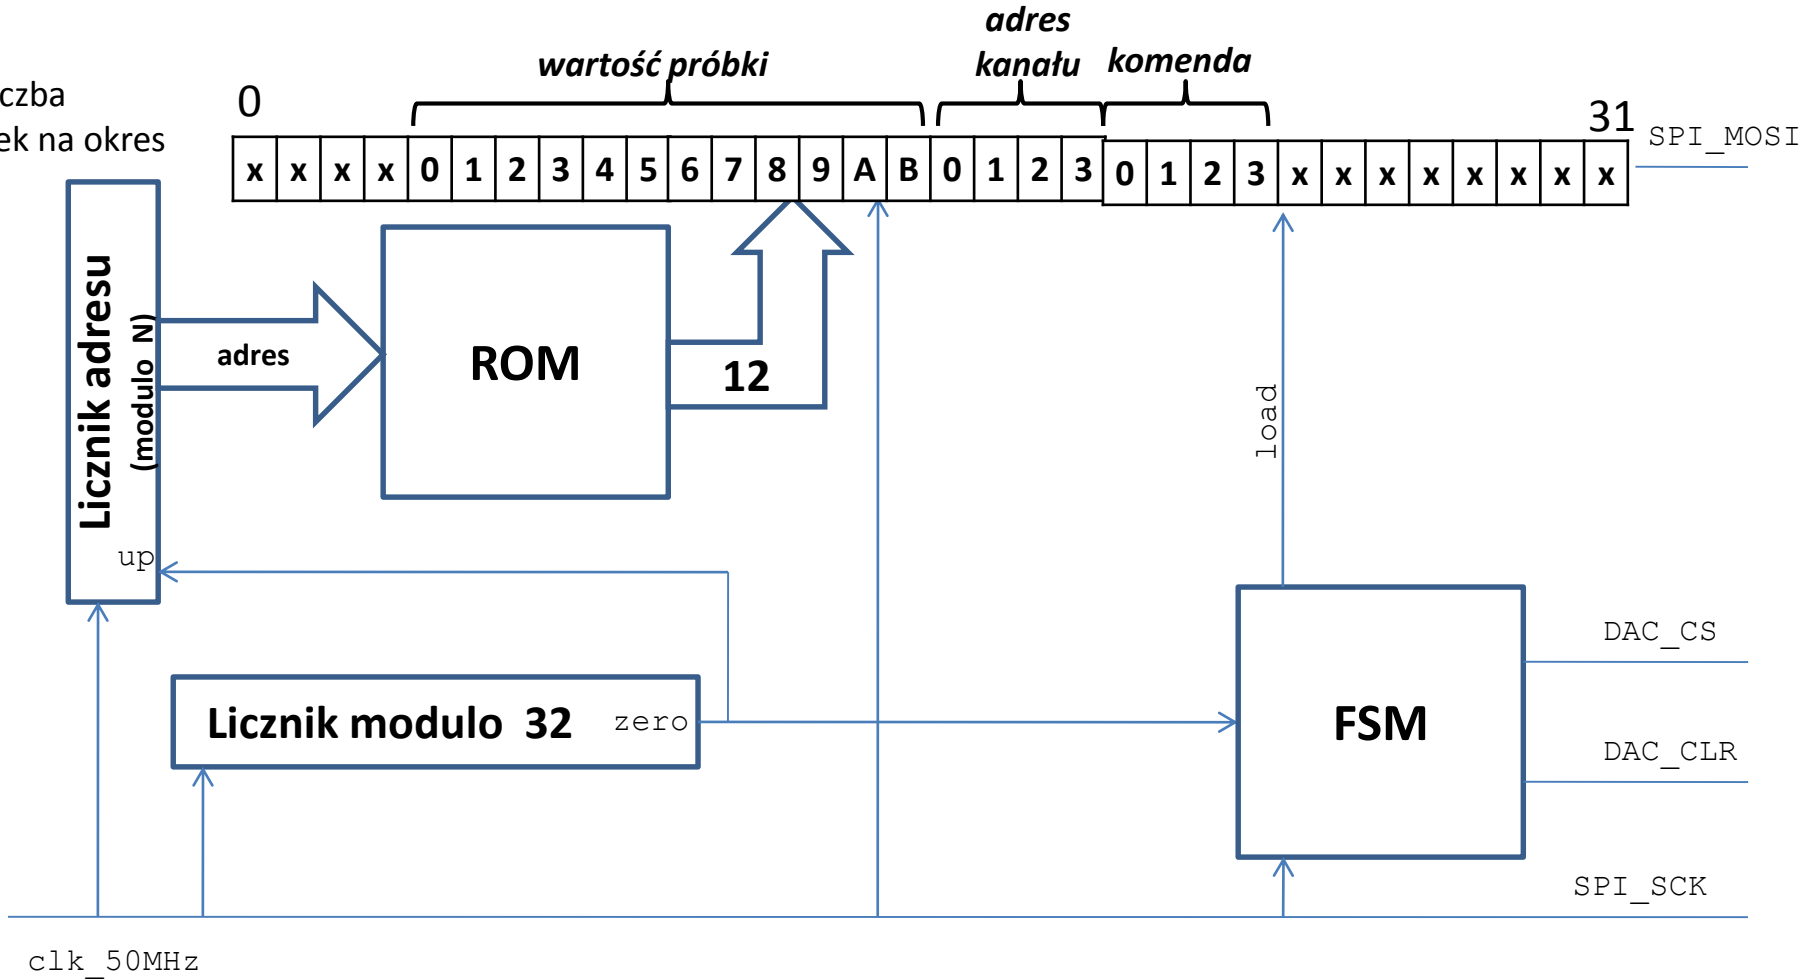 adres
kanału
komenda
wartość próbki
czba
ek na okres
0
31
SPI_MOSI
x x x x 0 1 2 3 4 5 6 7 8 9 A B 0 1 2 3 0 1 2 3 x x x x x x x x
Licznik adresu
(modulo N)
adres
ROM
12
load
up
DAC_CS
Licznik modulo 32
zero
FSM
DAC_CLR
SPI_SCK
clk_50MHz